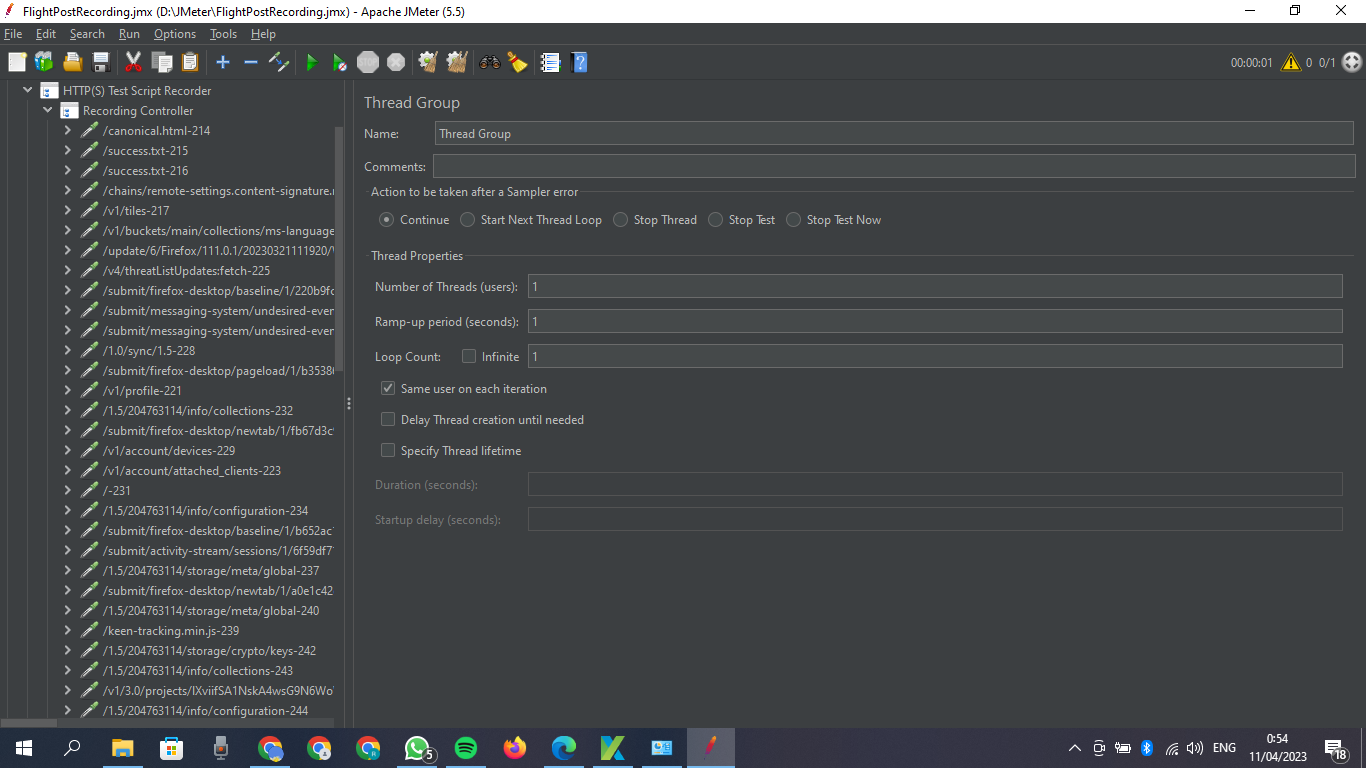 FlightPostRecording.jmx (D:\JMeter\FlightPostRecording.jmx) - Apache JMeter (5.5)
File Edit Search Run Options Tools Help
STOP
00:00:01 0 0/1
HTTP(S) Test Script Recorder
Recording Controller
/canonical.html-214
/success.txt-215
/success.txt-216
/chains/remote-settings.content-signature.
/v1/tiles-217
/v1/buckets/main/collections/ms-language
/update/6/Firefox/111.0.1/20230321111920/
/v4/threatListUpdates:fetch-225
/submit/firefox-desktop/baseline/1/220b9fc
/submit/messaging-system/undesired-even
/submit/messaging-system/undesired-even
/1.0/sync/1.5-228
/submit/firefox-desktop/pageload/1/b3538
/v1/profile-221
/1.5/204763114/info/collections-232
/submit/firefox-desktop/newtab/1/fb67d3c
/v1/account/devices-229
/v1/account/attached_clients-223
/-231
/1.5/204763114/info/configuration-234
/submit/firefox-desktop/baseline/1/b652ac
/submit/activity-stream/sessions/1/6f59df7
/1.5/204763114/storage/meta/global-237
/submit/firefox-desktop/newtab/1/a0e1c42
/1.5/204763114/storage/meta/global-240
/keen-tracking.min.js-239
/1.5/204763114/storage/crypto/keys-242
/1.5/204763114/info/collections-243
/v1/3.0/projects/IXviifSA1NskA4wsG9N6Wo
/1.5/204763114/info/configuration-244
Thread Group
Name: Thread Group
Comments:
Action to be taken after a Sampler error
Continue Start Next Thread Loop Stop Thread Stop Test Stop Test Now
Thread Properties
Number of Threads (users): 1
Ramp-up period (seconds): 1
Loop Count: Infinite 1
Same user on each iteration
Delay Thread creation until needed
Specify Thread lifetime
Duration (seconds):
Startup delay (seconds):
5
ENG
0:54
11/04/2023
18